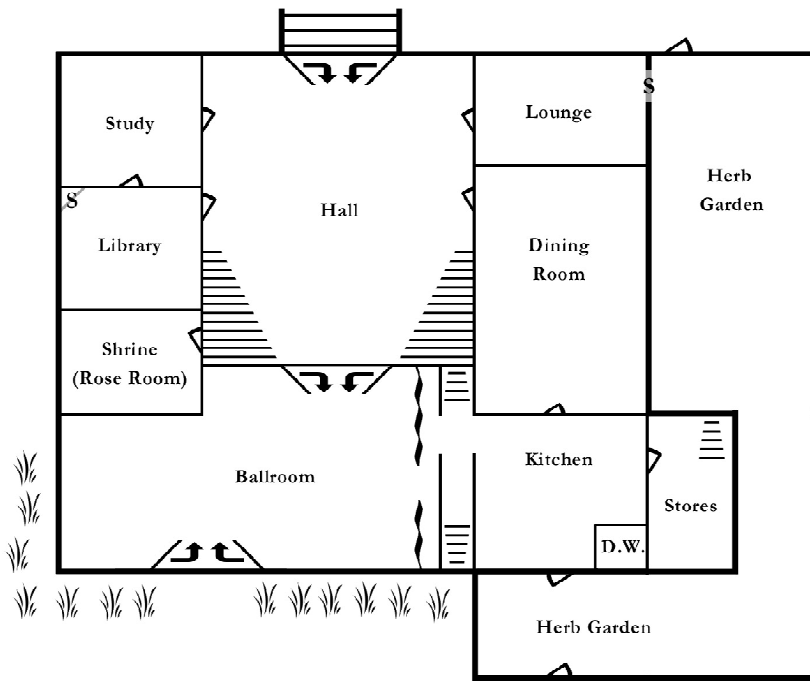 S
Study
Lounge
Herb
Garden
S
Hall
Library
Dining
Room
Shrine
(Rose Room)
Kitchen
Ballroom
Stores
D.W.
Herb Garden